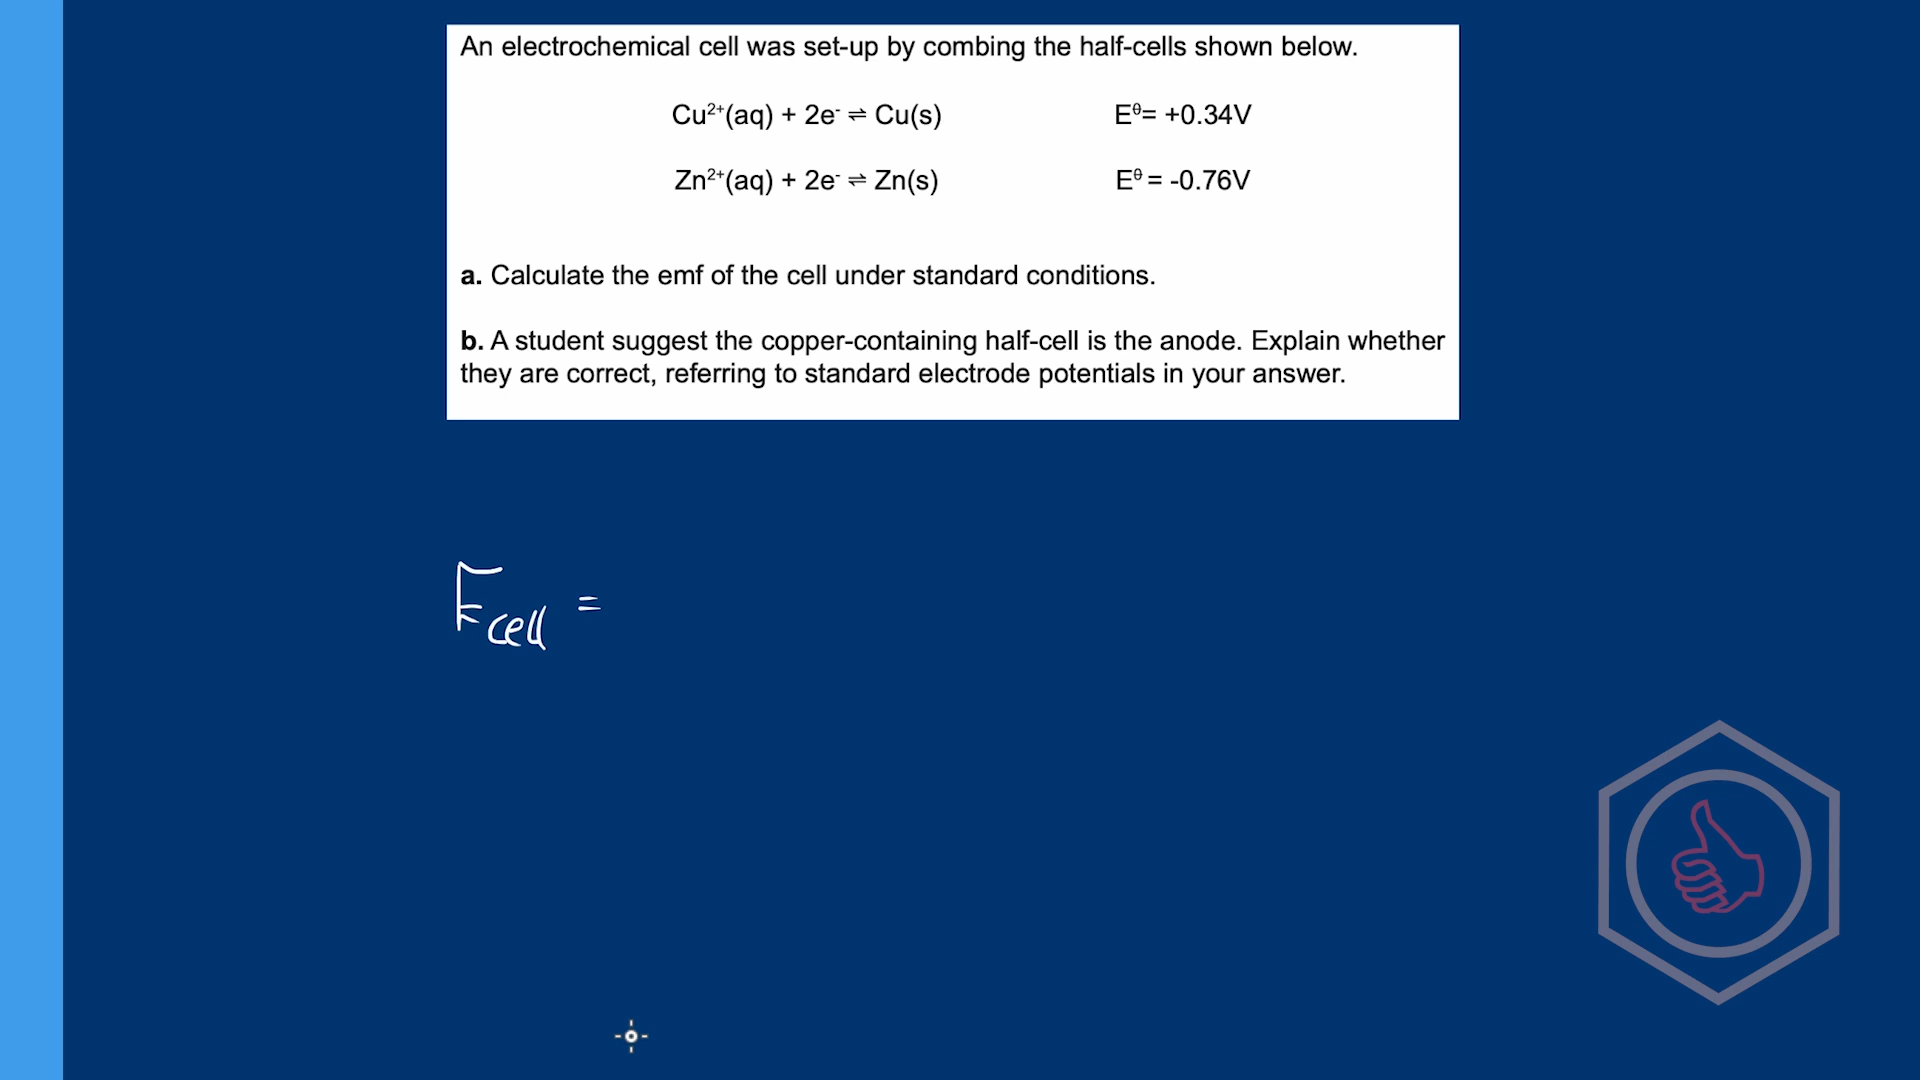 An electrochemical cell was set-up by combing the half-cells shown below.
Cu²⁺(aq) + 2e⁻ ⇌ Cu(s) E^θ= +0.34V
Zn²⁺(aq) + 2e⁻ ⇌ Zn(s) E^θ = -0.76V
a. Calculate the emf of the cell under standard conditions.
b. A student suggest the copper-containing half-cell is the anode. Explain whether
they are correct, referring to standard electrode potentials in your answer.
E cell =